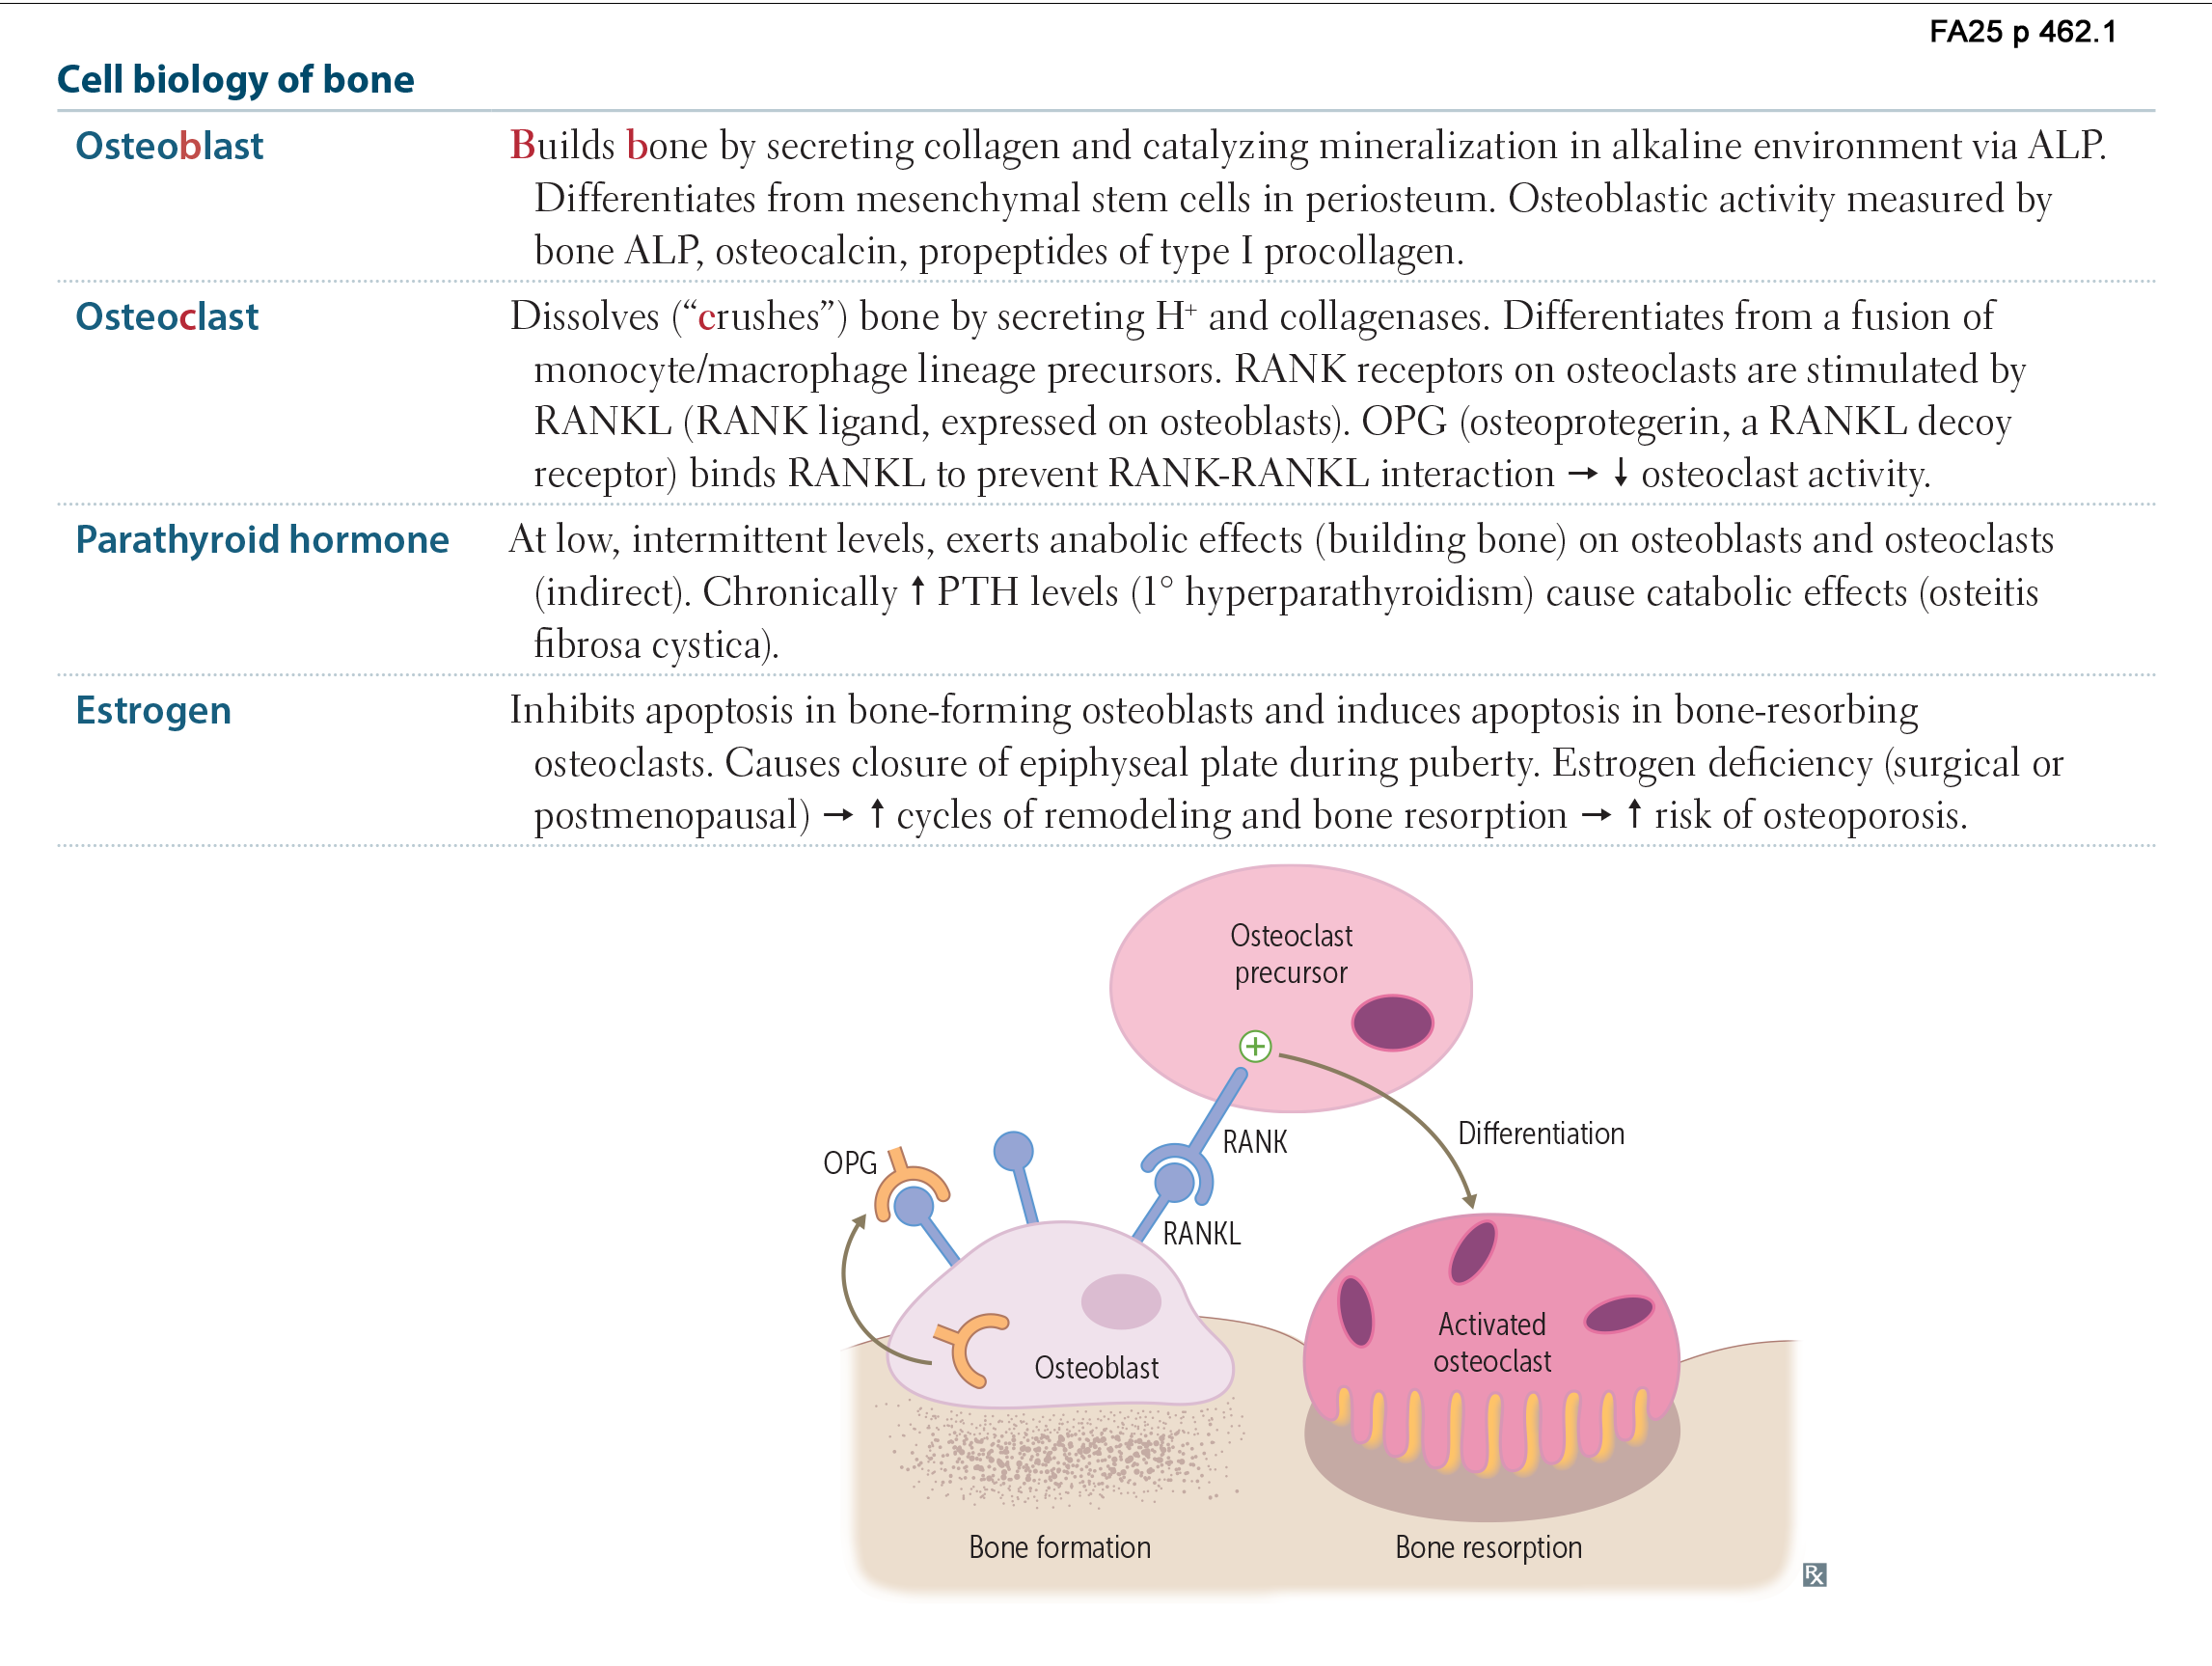 FA25 p 462.1
Cell biology of bone
Osteoblast
Builds bone by secreting collagen and catalyzing mineralization in alkaline environment via ALP.
Differentiates from mesenchymal stem cells in periosteum. Osteoblastic activity measured by
bone ALP, osteocalcin, propeptides of type I procollagen.
Osteoclast
Dissolves (“crushes”) bone by secreting H⁺ and collagenases. Differentiates from a fusion of
monocyte/macrophage lineage precursors. RANK receptors on osteoclasts are stimulated by
RANKL (RANK ligand, expressed on osteoblasts). OPG (osteoprotegerin, a RANKL decoy
receptor) binds RANKL to prevent RANK-RANKL interaction → ↓ osteoclast activity.
Parathyroid hormone
At low, intermittent levels, exerts anabolic effects (building bone) on osteoblasts and osteoclasts
(indirect). Chronically ↑ PTH levels (1° hyperparathyroidism) cause catabolic effects (osteitis
fibrosa cystica).
Estrogen
Inhibits apoptosis in bone-forming osteoblasts and induces apoptosis in bone-resorbing
osteoclasts. Causes closure of epiphyseal plate during puberty. Estrogen deficiency (surgical or
postmenopausal) → ↑ cycles of remodeling and bone resorption → ↑ risk of osteoporosis.
Osteoclast
precursor
+
RANK
Differentiation
OPG
RANKL
Activated
osteoclast
Osteoblast
Bone formation
Bone resorption
Rx